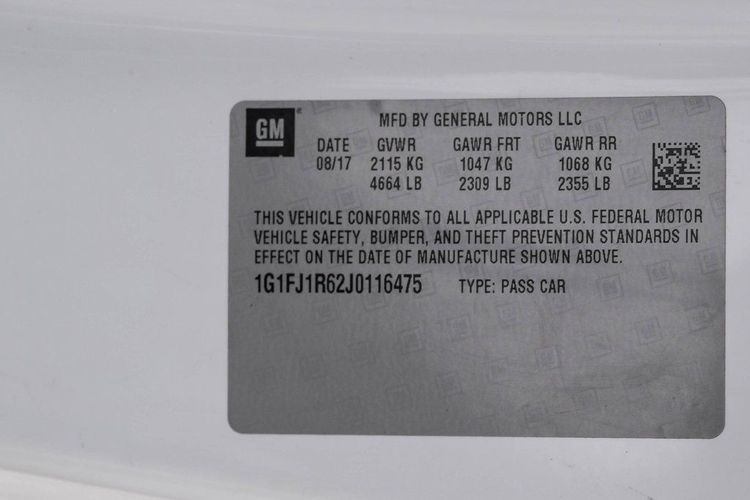 GM
MFD BY GENERAL MOTORS LLC
DATE GVWR GAWR FRT GAWR RR
08/17 2115 KG 1047 KG 1068 KG
4664 LB 2309 LB 2355 LB
THIS VEHICLE CONFORMS TO ALL APPLICABLE U.S. FEDERAL MOTOR
VEHICLE SAFETY, BUMPER, AND THEFT PREVENTION STANDARDS IN
EFFECT ON THE DATE OF MANUFACTURE SHOWN ABOVE.
1G1FJ1R62J0116475 TYPE: PASS CAR